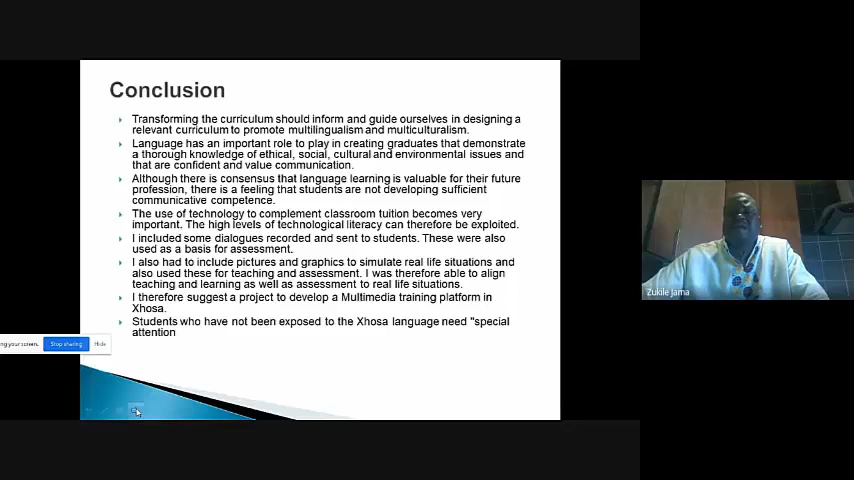 Conclusion
Transforming the curriculum should inform and guide ourselves in designing a
relevant curriculum to promote multilingualism and multiculturalism.
Language has an important role to play in creating graduates that demonstrate
a thorough knowledge of ethical, social, cultural and environmental issues and
that are confident and value communication.
Although there is consensus that language learning is valuable for their future
profession, there is a feeling that students are not developing sufficient
communicative competence.
The use of technology to complement classroom tuition becomes very
important. The high levels of technological literacy can therefore be exploited.
I included some dialogues recorded and sent to students. These were also
used as a basis for assessment.
I also had to include pictures and graphics to simulate real life situations and
also used these for teaching and assessment. I was therefore able to align
teaching and learning as well as assessment to real life situations.
I therefore suggest a project to develop a Multimedia training platform in
Xhosa.
Students who have not been exposed to the Xhosa language need "special
attention
ng your screen. Stop sharing Hide
Zukile Jama